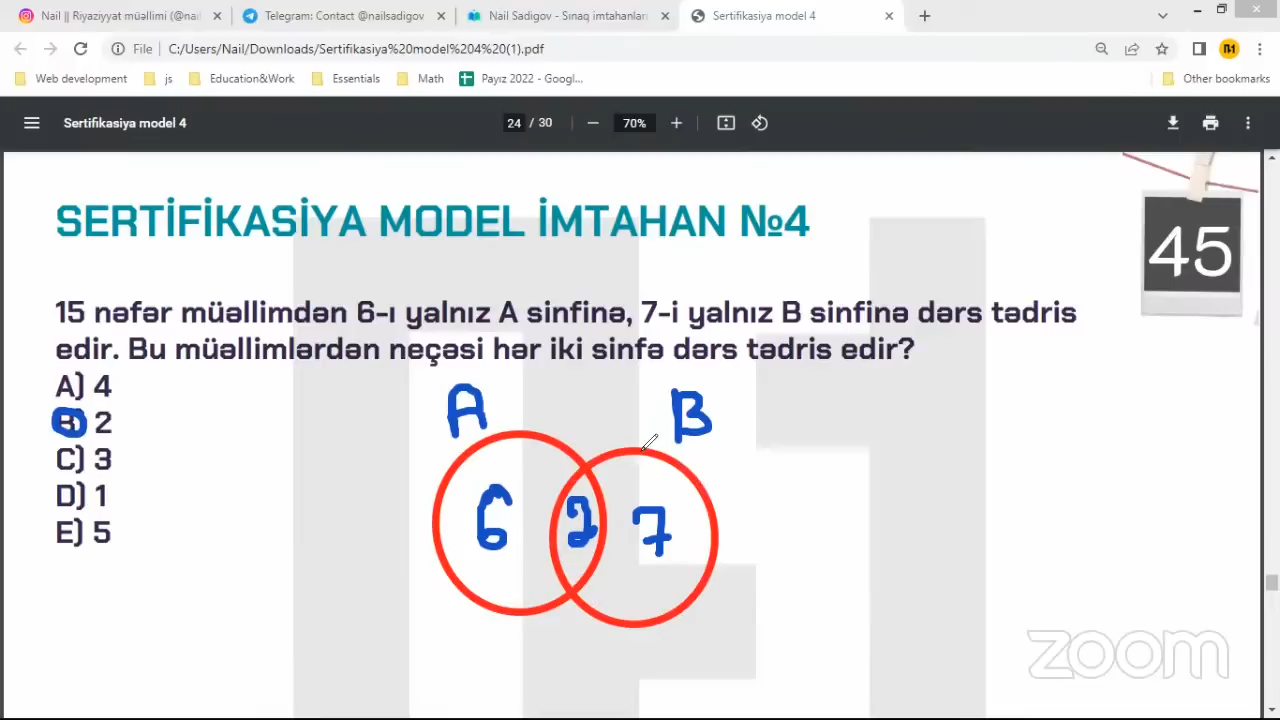 Nail || Riyaziyyat müəllimi (@nail
Telegram: Contact @nailsadigov
Nail Sadigov - Sınaq imtahanları
Sertifikasiya model 4
File
C:/Users/Nail/Downloads/Sertifikasiya%20model%204%20(1).pdf
Web development
js
Education&Work
Essentials
Math
Payız 2022 - Googl...
Other bookmarks
Sertifikasiya model 4
24 / 30
70%
SERTİFİKASİYA MODEL İMTAHAN №4
45
15 nəfər müəllimdən 6-ı yalnız A sinfinə, 7-i yalnız B sinfinə dərs tədris
edir. Bu müəllimlərdən neçəsi hər iki sinfə dərs tədris edir?
A) 4
B) 2
C) 3
D) 1
E) 5
A B
6 2 7
zoom